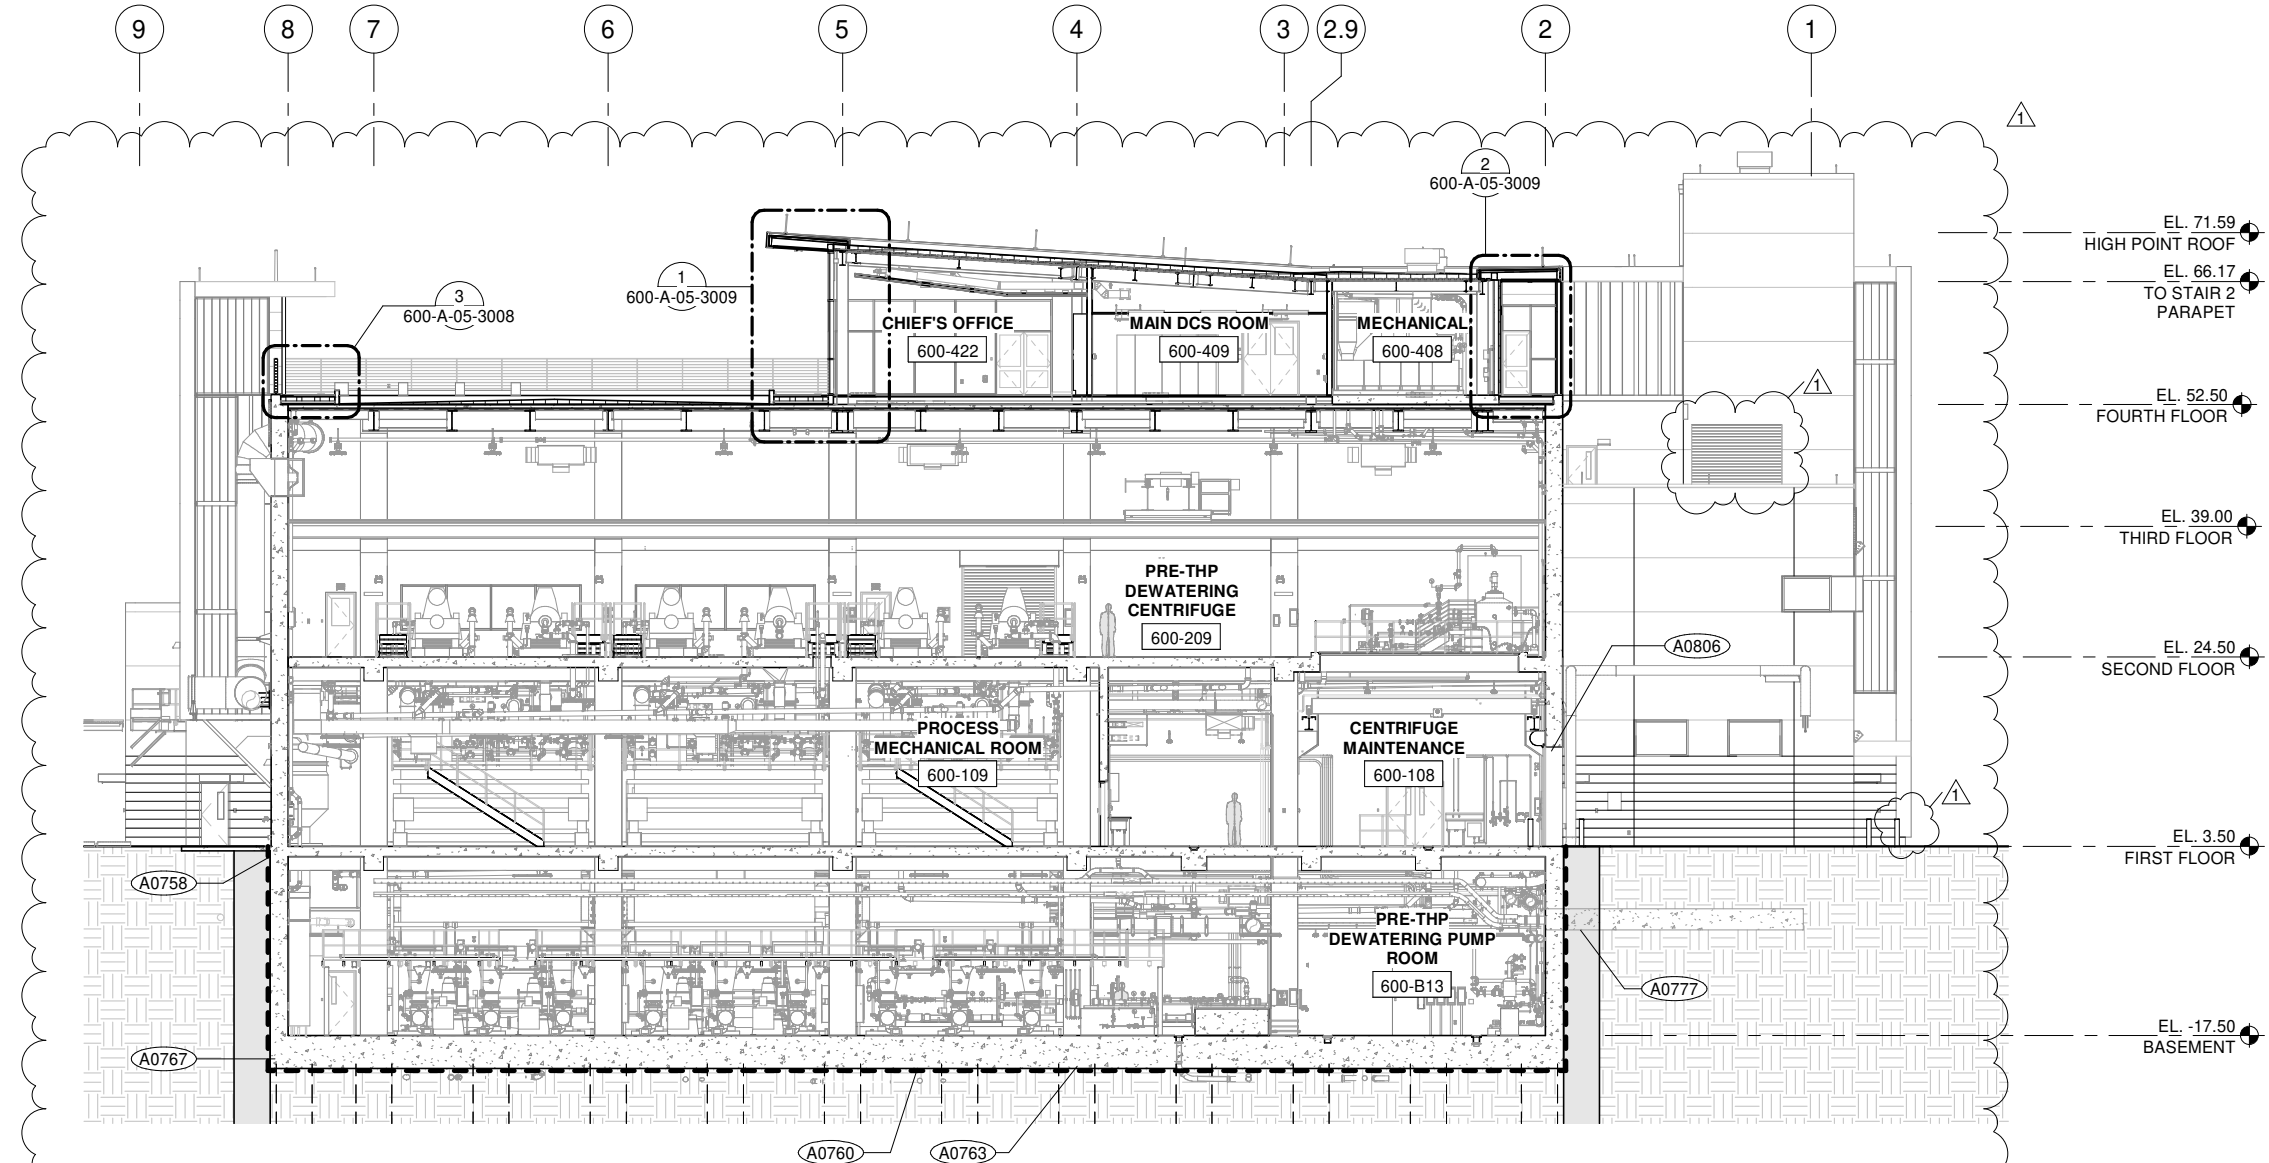 9
8
7
6
5
4
3
2.9
2
1
1
2
600-A-05-3009
EL. 71.59
HIGH POINT ROOF
EL. 66.17
TO STAIR 2
PARAPET
1
600-A-05-3009
3
600-A-05-3008
CHIEF'S OFFICE
600-422
MAIN DCS ROOM
600-409
MECHANICAL
600-408
1
EL. 52.50
FOURTH FLOOR
EL. 39.00
THIRD FLOOR
PRE-THP
DEWATERING
CENTRIFUGE
600-209
A0806
EL. 24.50
SECOND FLOOR
PROCESS
MECHANICAL ROOM
600-109
CENTRIFUGE
MAINTENANCE
600-108
1
EL. 3.50
FIRST FLOOR
A0758
PRE-THP
DEWATERING PUMP
ROOM
600-B13
A0777
EL. -17.50
BASEMENT
A0767
A0760
A0763